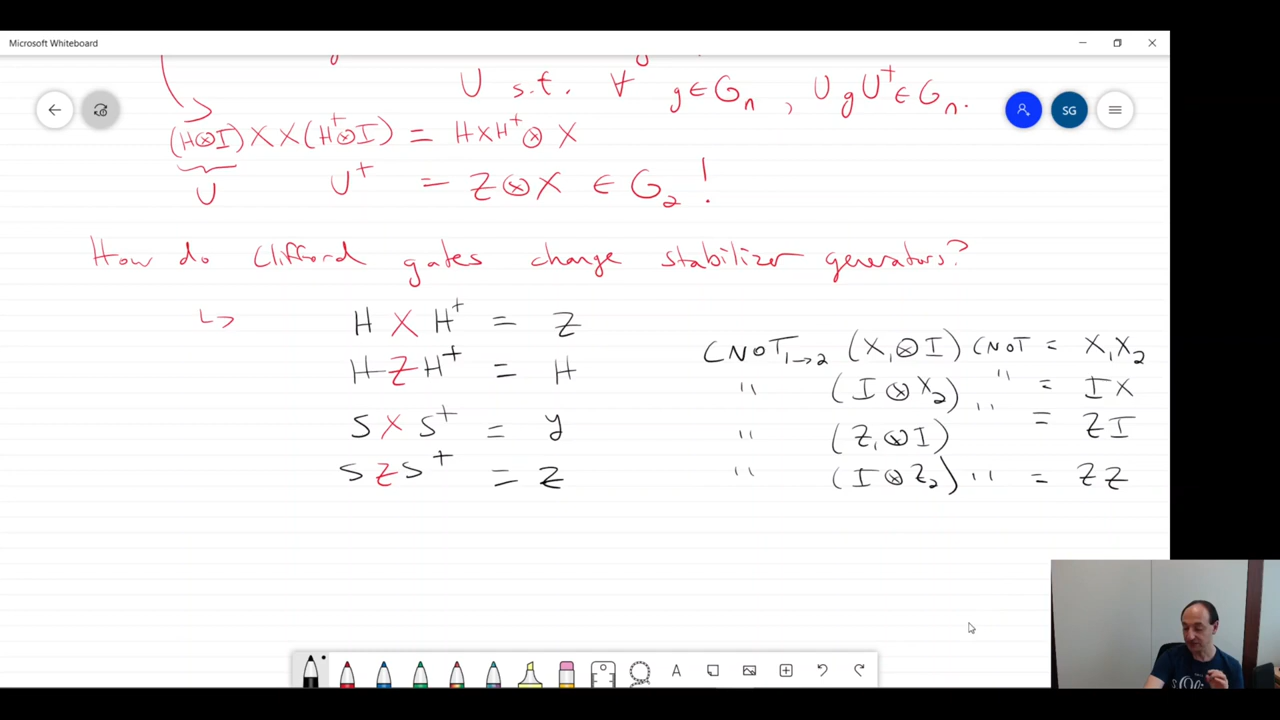 Microsoft Whiteboard
U s.t. ∀ g ∈ G_n , U g U^† ∈ G_n.
SG
(H⊗I) X X (H^†⊗I) = H X H^† ⊗ X
U U^† = Z ⊗ X ∈ G_2 !
How do Clifford gates change stabilizer generators?
↳ H X H^† = Z
H Z H^† = H
S X S^† = y
S Z S^† = Z
CNOT_{1→2} (X_1 ⊗ I) CNOT = X_1 X_2
" (I ⊗ X_2) " = I X
" (Z_1 ⊗ I) " = Z I
" (I ⊗ Z_2) " = Z Z
A